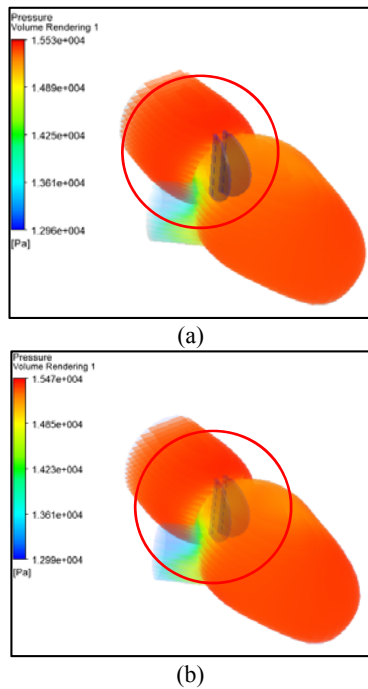 Pressure
Volume Rendering 1
1.553e+004
1.489e+004
1.425e+004
1.361e+004
1.296e+004
[Pa]
(a)
Pressure
Volume Rendering 1
1.547e+004
1.485e+004
1.423e+004
1.361e+004
1.299e+004
[Pa]
(b)